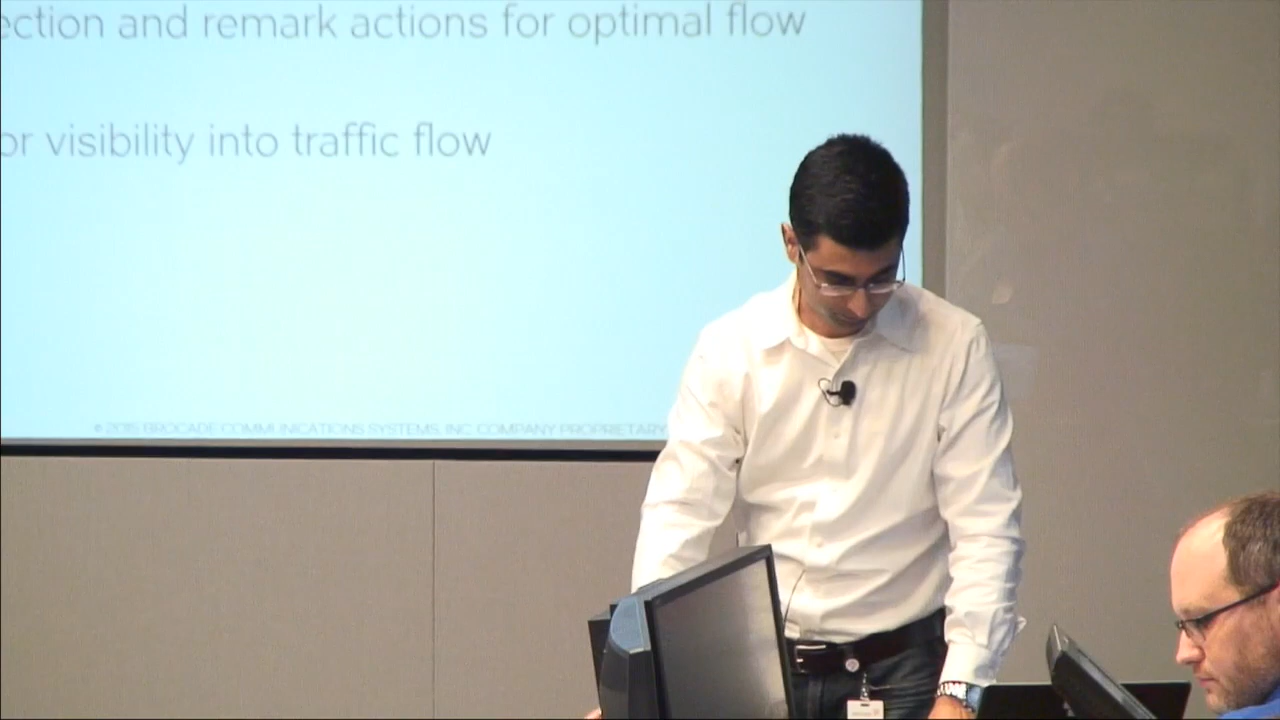 ection and remark actions for optimal flow
or visibility into traffic flow
© 2015 BROCADE COMMUNICATIONS SYSTEMS, INC. COMPANY PROPRIETARY